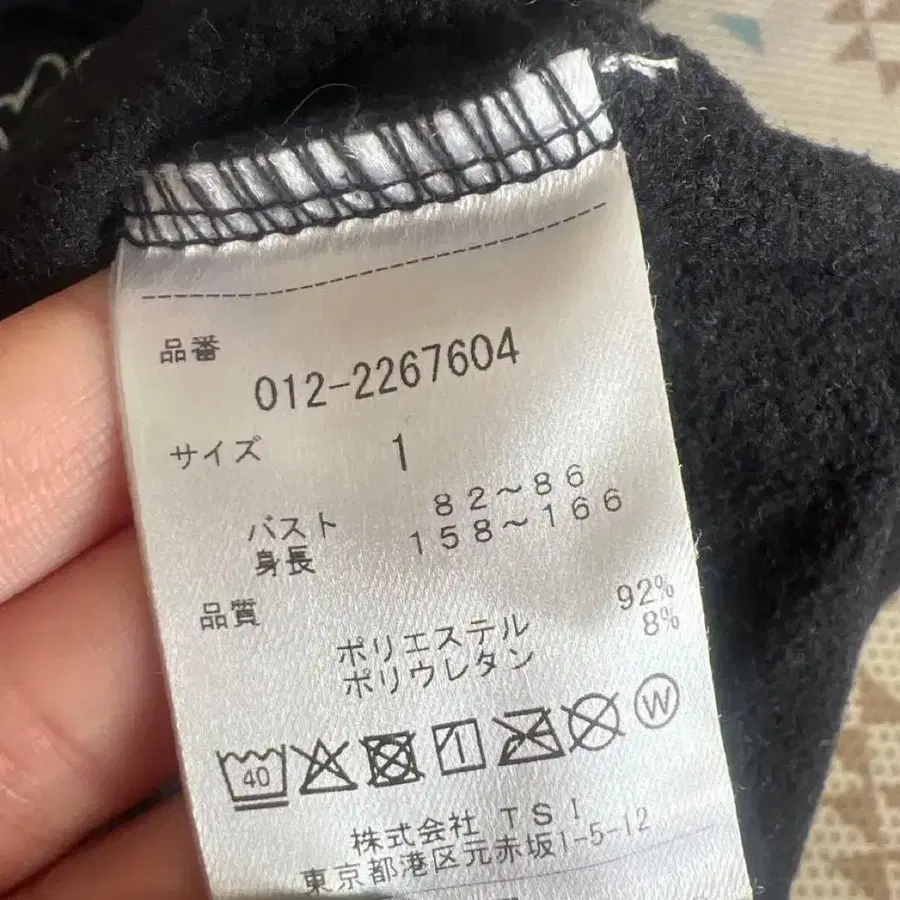 品番
012-2267604
サイズ 1
バスト 82～86
身長 158～166
品質
ポリエステル 92%
ポリウレタン 8%
40 W
株式会社 TSI
東京都港区元赤坂1-5-12